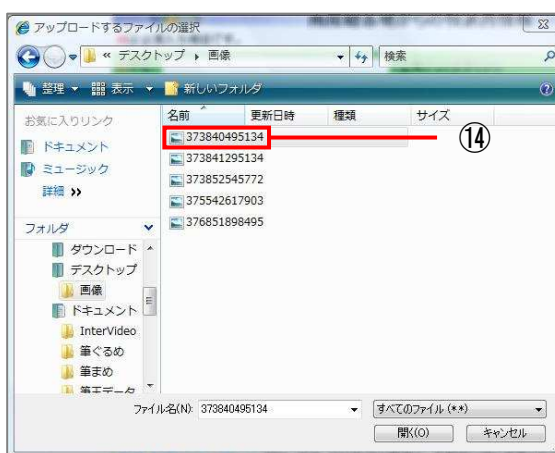 アップロードするファイルの選択
« デスクトップ ▸ 画像
検索
整理 ▼ 表示 ▼ 新しいフォルダ
お気に入りリンク
ドキュメント
ミュージック
詳細 »
フォルダ
ダウンロード
デスクトップ
画像
ドキュメント
InterVideo
筆ぐるめ
筆まめ
筆王データ
名前 更新日時 種類 サイズ
373840495134
⑭
373841295134
373852545772
375542617903
376851898495
ファイル名(N): 373840495134
すべてのファイル (**)
開く(O) キャンセル